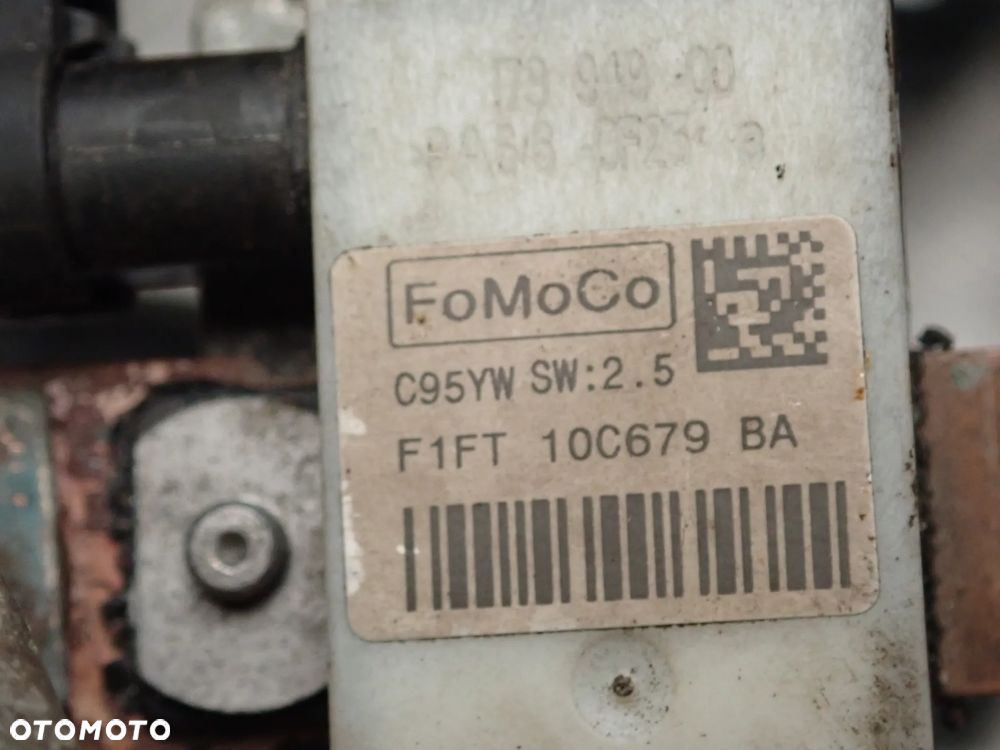 FoMoCo
C95YW SW:2.5
F1FT 10C679 BA
OTOMOTO